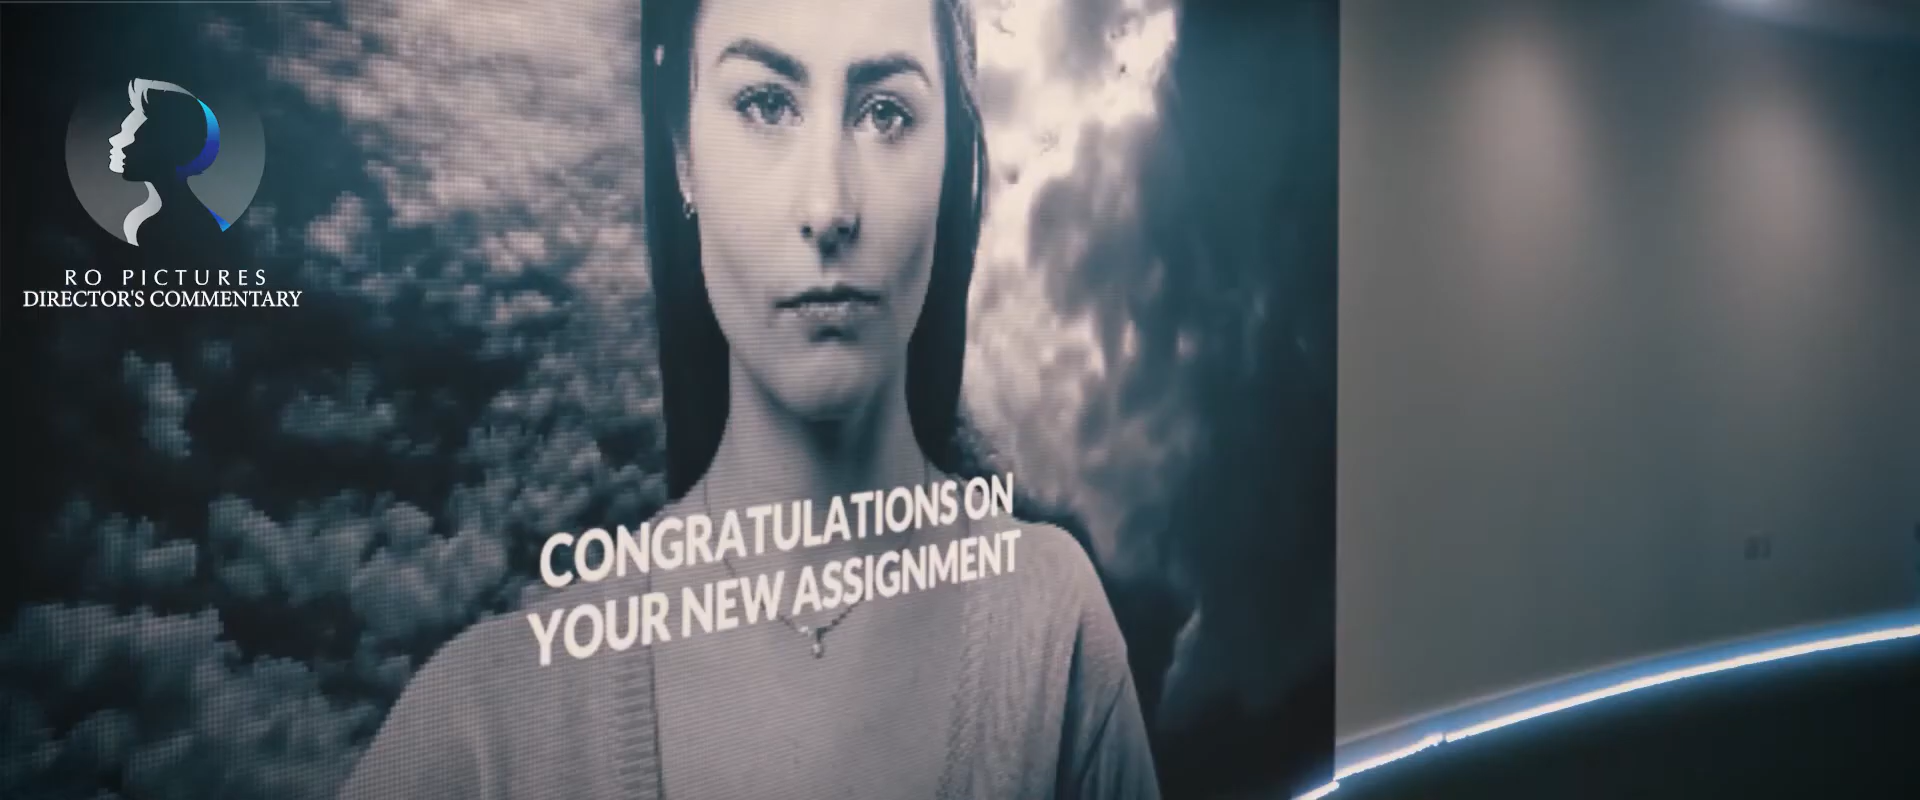 RO PICTURES
DIRECTOR'S COMMENTARY
CONGRATULATIONS ON
YOUR NEW ASSIGNMENT